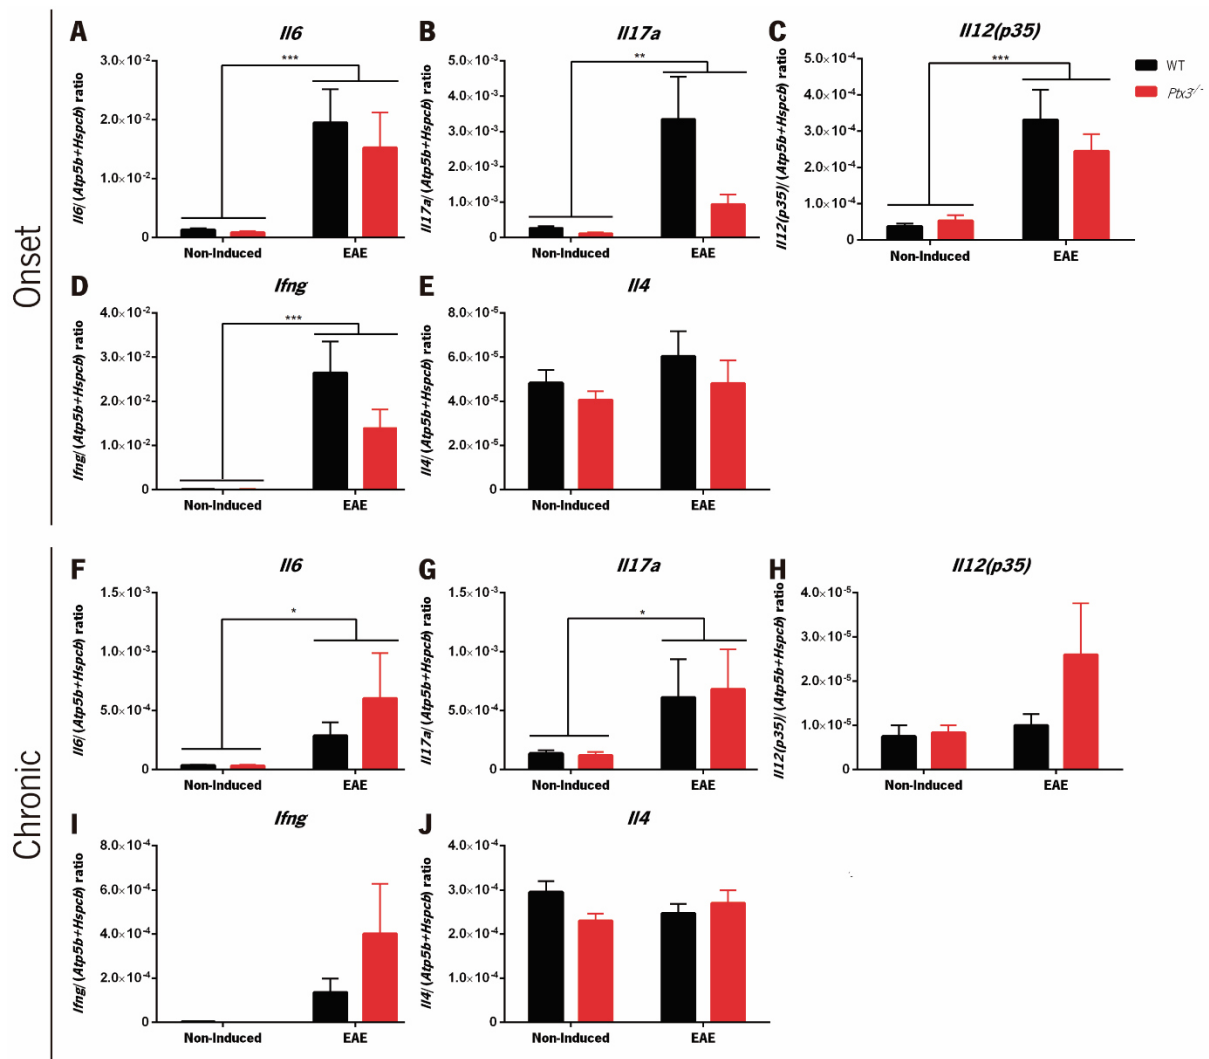 Onset
A
Il6
Il6/(Atp5b+Hspcb) ratio
3.0×10⁻²
2.0×10⁻²
1.0×10⁻²
0
***
Non-Induced
EAE
B
Il17a
Il17a/(Atp5b+Hspcb) ratio
5.0×10⁻³
4.0×10⁻³
3.0×10⁻³
2.0×10⁻³
1.0×10⁻³
0
**
Non-Induced
EAE
C
Il12(p35)
Il12(p35)/(Atp5b+Hspcb) ratio
5.0×10⁻⁴
4.0×10⁻⁴
3.0×10⁻⁴
2.0×10⁻⁴
1.0×10⁻⁴
0
***
Non-Induced
EAE
WT
Ptx3⁻/⁻
D
Ifng
Ifng/(Atp5b+Hspcb) ratio
4.0×10⁻²
3.0×10⁻²
2.0×10⁻²
1.0×10⁻²
0
***
Non-Induced
EAE
E
Il4
Il4/(Atp5b+Hspcb) ratio
8.0×10⁻⁵
6.0×10⁻⁵
4.0×10⁻⁵
2.0×10⁻⁵
0
Non-Induced
EAE
Chronic
F
Il6
Il6/(Atp5b+Hspcb) ratio
1.5×10⁻³
1.0×10⁻³
5.0×10⁻⁴
0
*
Non-Induced
EAE
G
Il17a
Il17a/(Atp5b+Hspcb) ratio
1.5×10⁻³
1.0×10⁻³
5.0×10⁻⁴
0
*
Non-Induced
EAE
H
Il12(p35)
Il12(p35)/(Atp5b+Hspcb) ratio
4.0×10⁻⁵
3.0×10⁻⁵
2.0×10⁻⁵
1.0×10⁻⁵
0
Non-Induced
EAE
I
Ifng
Ifng/(Atp5b+Hspcb) ratio
8.0×10⁻⁴
6.0×10⁻⁴
4.0×10⁻⁴
2.0×10⁻⁴
0
Non-Induced
EAE
J
Il4
Il4/(Atp5b+Hspcb) ratio
4.0×10⁻⁴
3.0×10⁻⁴
2.0×10⁻⁴
1.0×10⁻⁴
0
Non-Induced
EAE